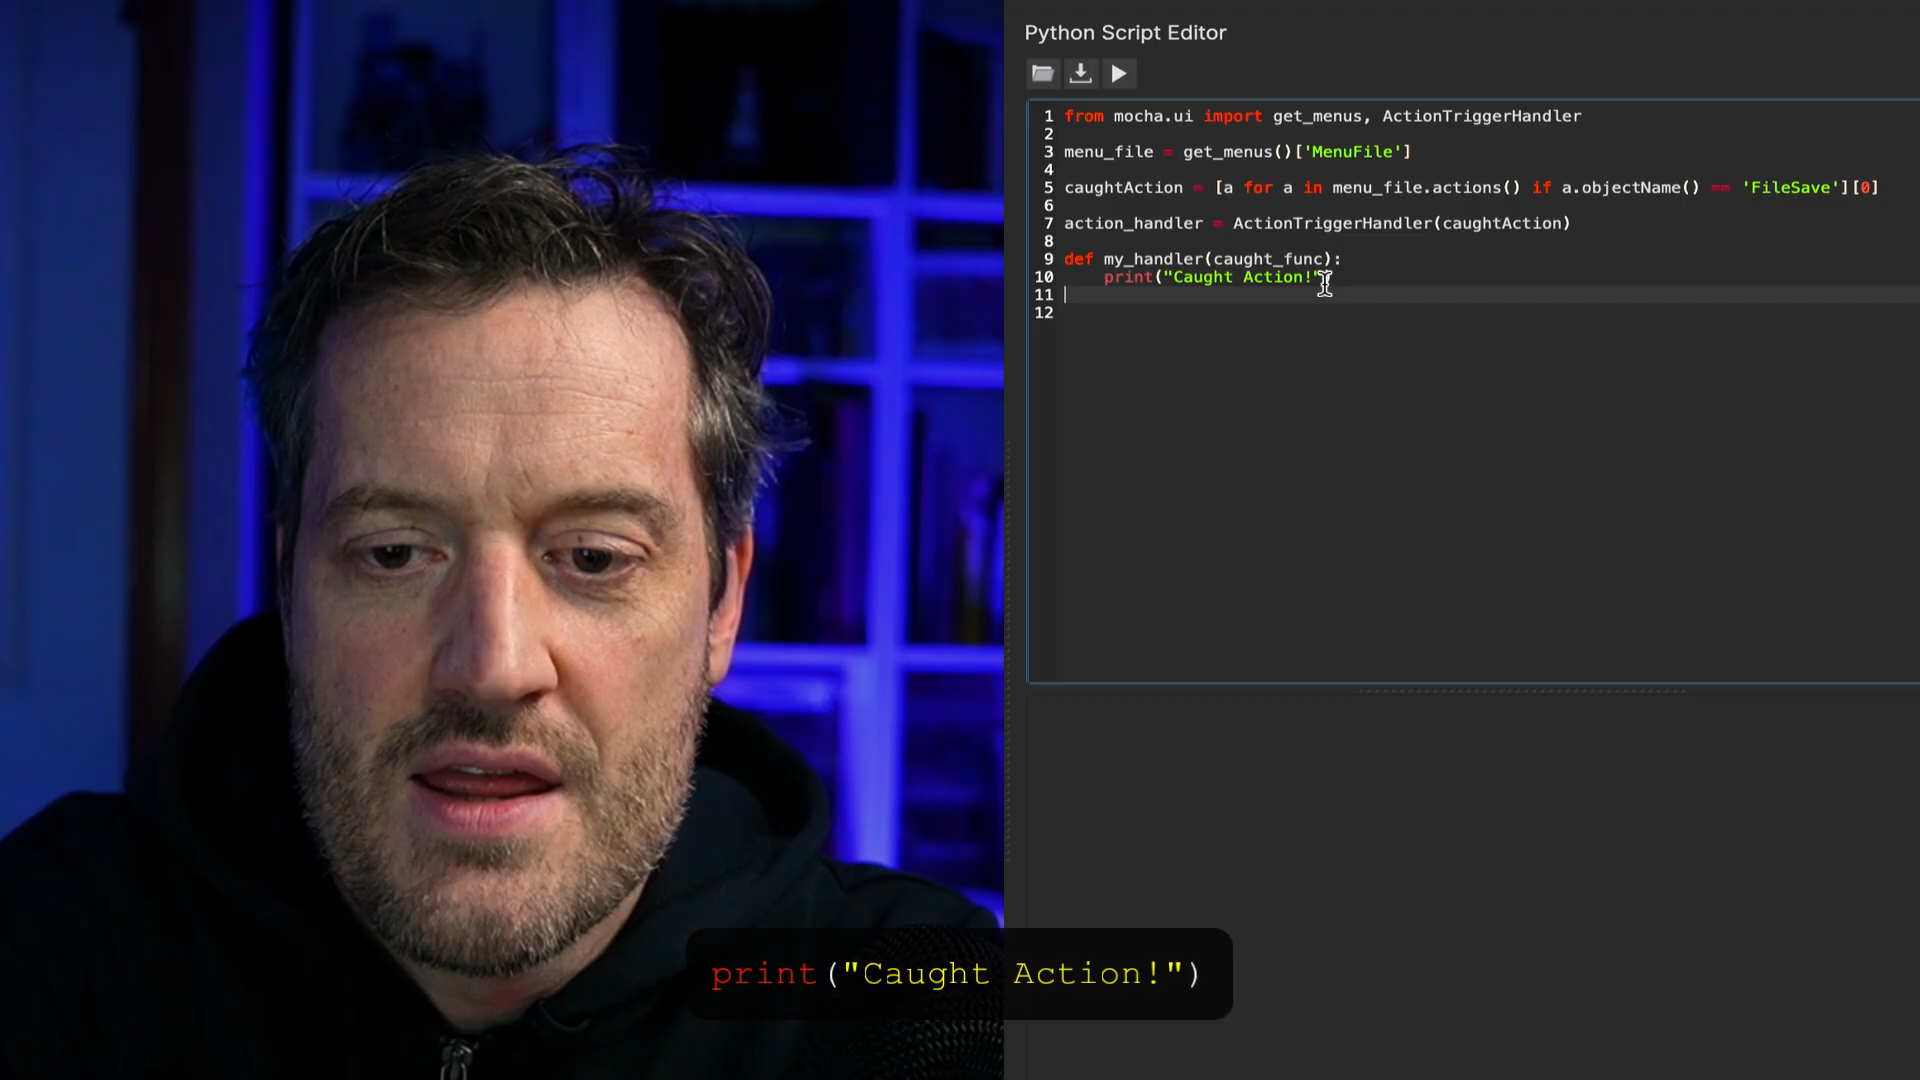 Python Script Editor
1 from mocha.ui import get_menus, ActionTriggerHandler
2
3 menu_file = get_menus()['MenuFile']
4
5 caughtAction = [a for a in menu_file.actions() if a.objectName() == 'FileSave'][0]
6
7 action_handler = ActionTriggerHandler(caughtAction)
8
9 def my_handler(caught_func):
10 print("Caught Action!"
11
12
print("Caught Action!")